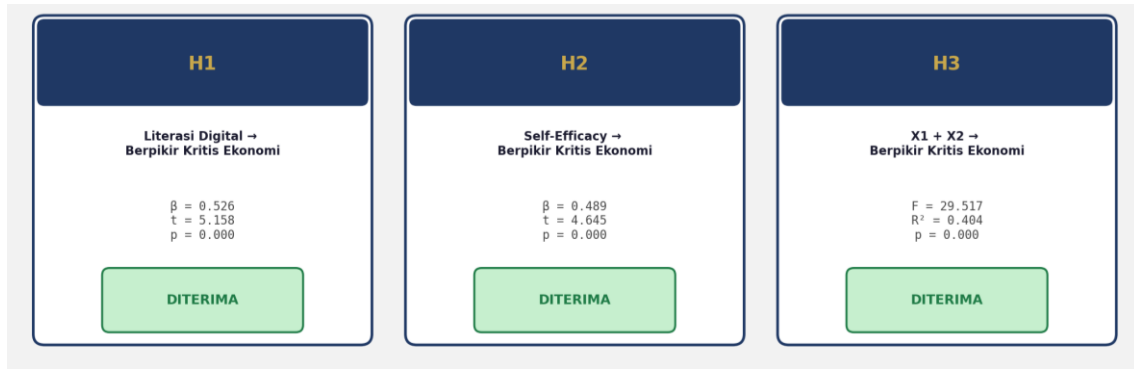 H1
Literasi Digital →
Berpikir Kritis Ekonomi
β = 0.526
t = 5.158
p = 0.000
DITERIMA
H2
Self-Efficacy →
Berpikir Kritis Ekonomi
β = 0.489
t = 4.645
p = 0.000
DITERIMA
H3
X1 + X2 →
Berpikir Kritis Ekonomi
F = 29.517
R² = 0.404
p = 0.000
DITERIMA